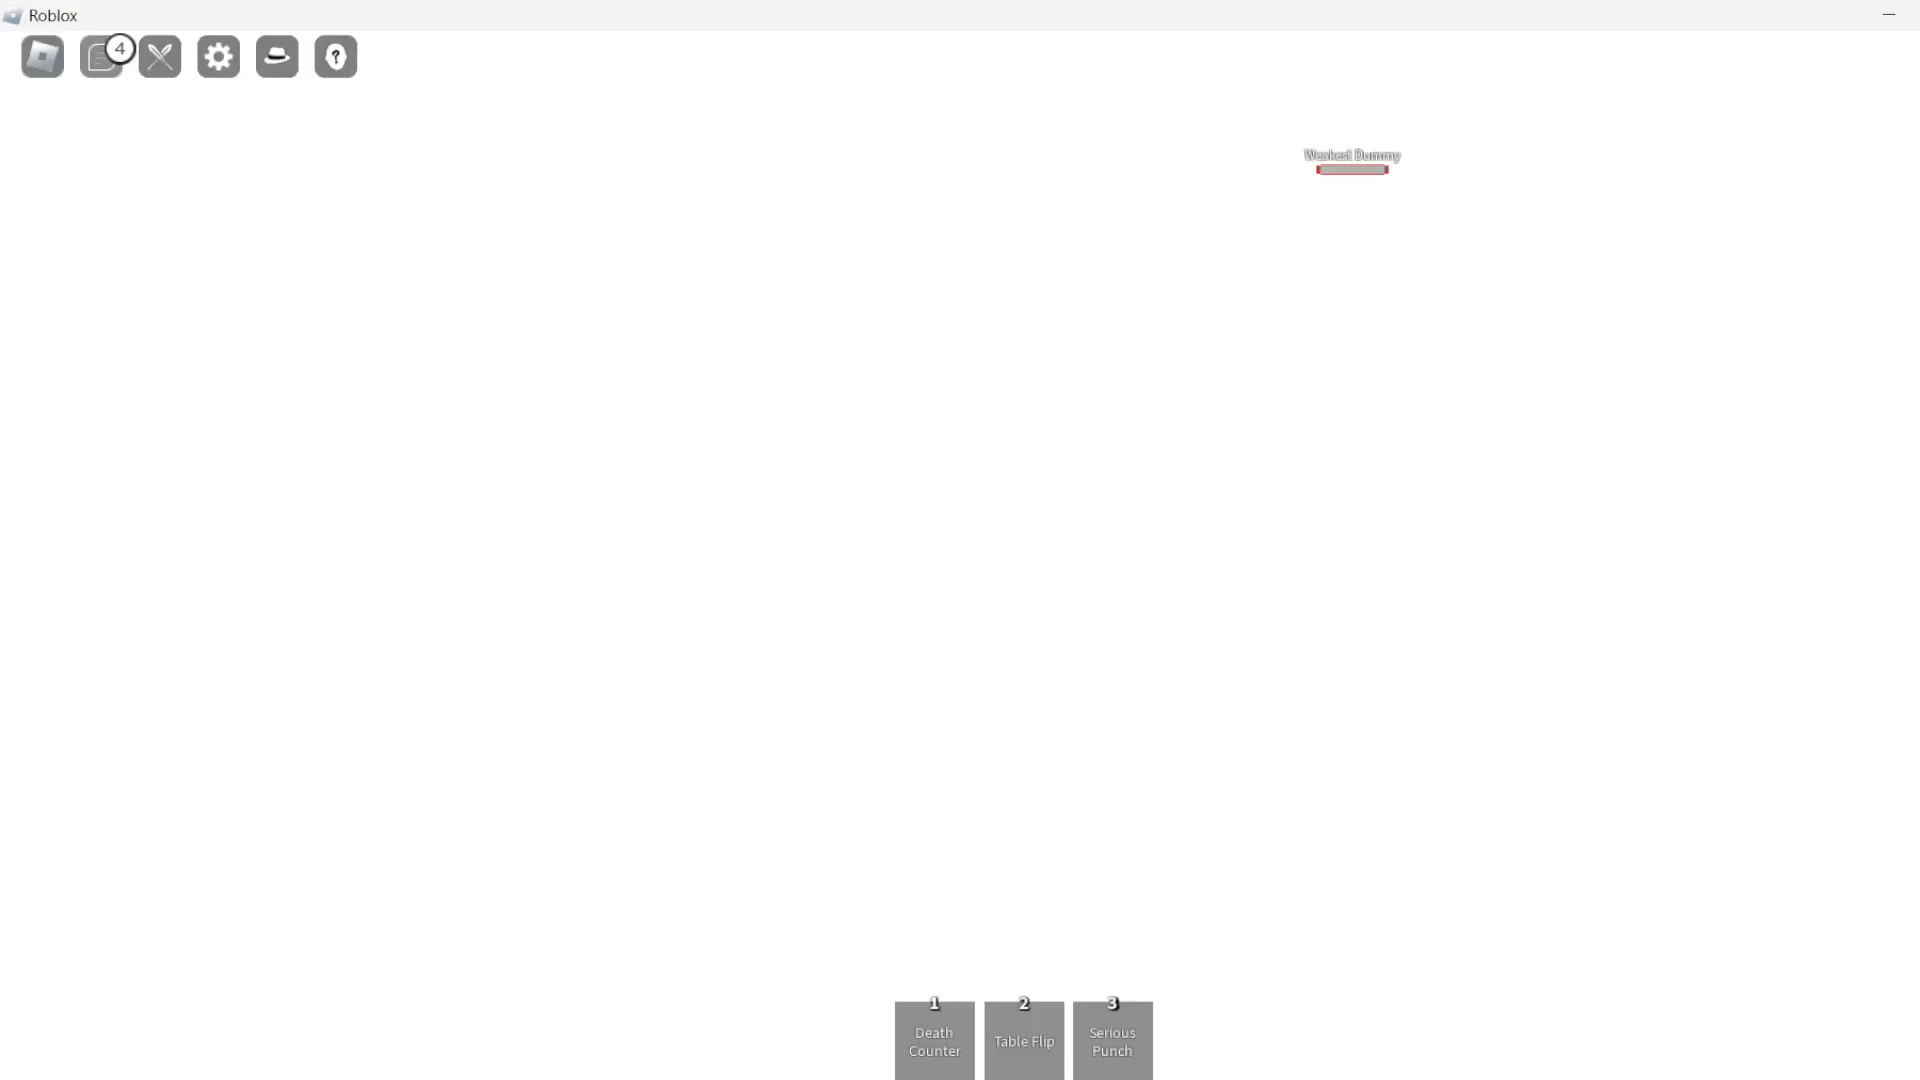 Roblox
4
?
Weakest Dummy
1
Death
Counter
2
Table Flip
3
Serious
Punch